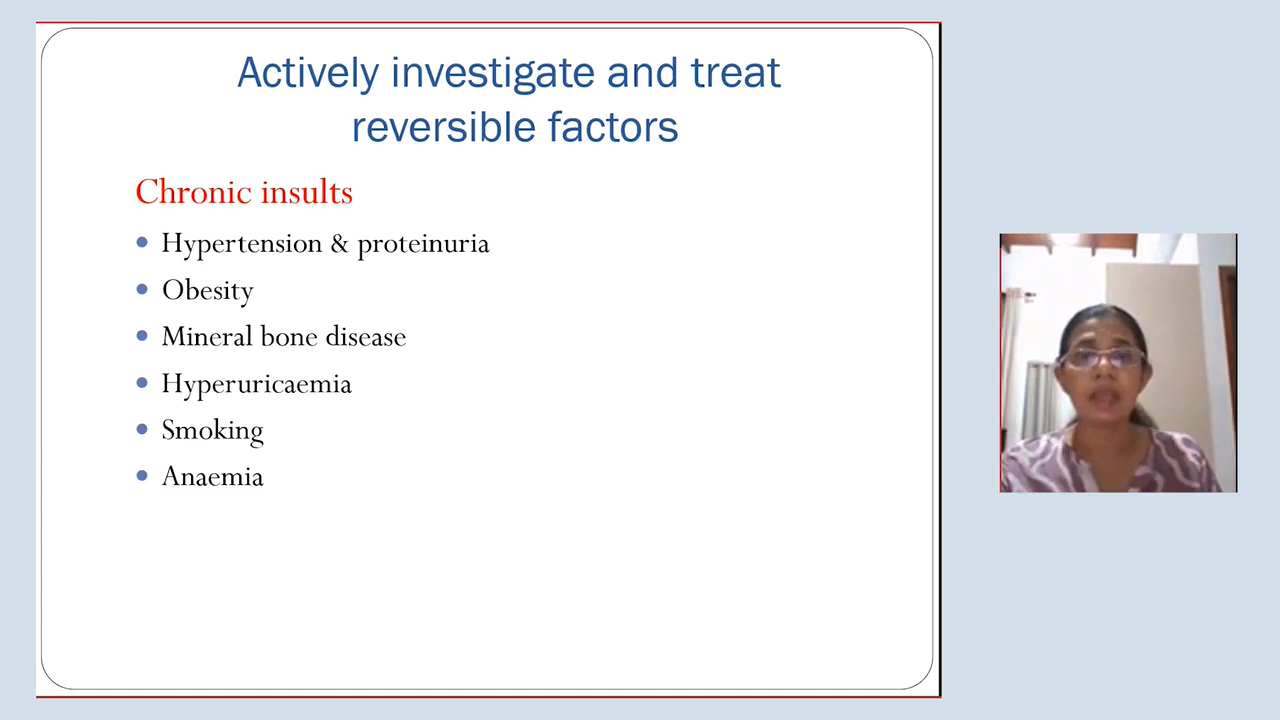 Actively investigate and treat
reversible factors
Chronic insults
Hypertension & proteinuria
Obesity
Mineral bone disease
Hyperuricaemia
Smoking
Anaemia